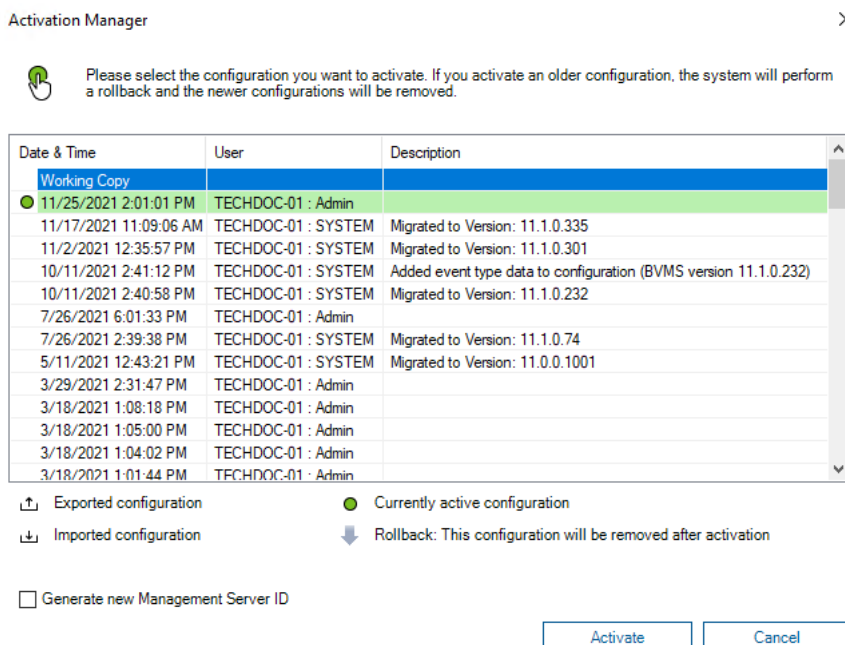 Activation Manager
Please select the configuration you want to activate. If you activate an older configuration, the system will perform
a rollback and the newer configurations will be removed.
Date & Time User Description
Working Copy
11/25/2021 2:01:01 PM TECHDOC-01 : Admin
11/17/2021 11:09:06 AM TECHDOC-01 : SYSTEM Migrated to Version: 11.1.0.335
11/2/2021 12:35:57 PM TECHDOC-01 : SYSTEM Migrated to Version: 11.1.0.301
10/11/2021 2:41:12 PM TECHDOC-01 : SYSTEM Added event type data to configuration (BVMS version 11.1.0.232)
10/11/2021 2:40:58 PM TECHDOC-01 : SYSTEM Migrated to Version: 11.1.0.232
7/26/2021 6:01:33 PM TECHDOC-01 : Admin
7/26/2021 2:39:38 PM TECHDOC-01 : SYSTEM Migrated to Version: 11.1.0.74
5/11/2021 12:43:21 PM TECHDOC-01 : SYSTEM Migrated to Version: 11.0.0.1001
3/29/2021 2:31:47 PM TECHDOC-01 : Admin
3/18/2021 1:08:18 PM TECHDOC-01 : Admin
3/18/2021 1:05:00 PM TECHDOC-01 : Admin
3/18/2021 1:04:02 PM TECHDOC-01 : Admin
3/18/2021 1:01:44 PM TECHDOC-01 : Admin
Exported configuration Currently active configuration
Imported configuration Rollback: This configuration will be removed after activation
Generate new Management Server ID
Activate Cancel